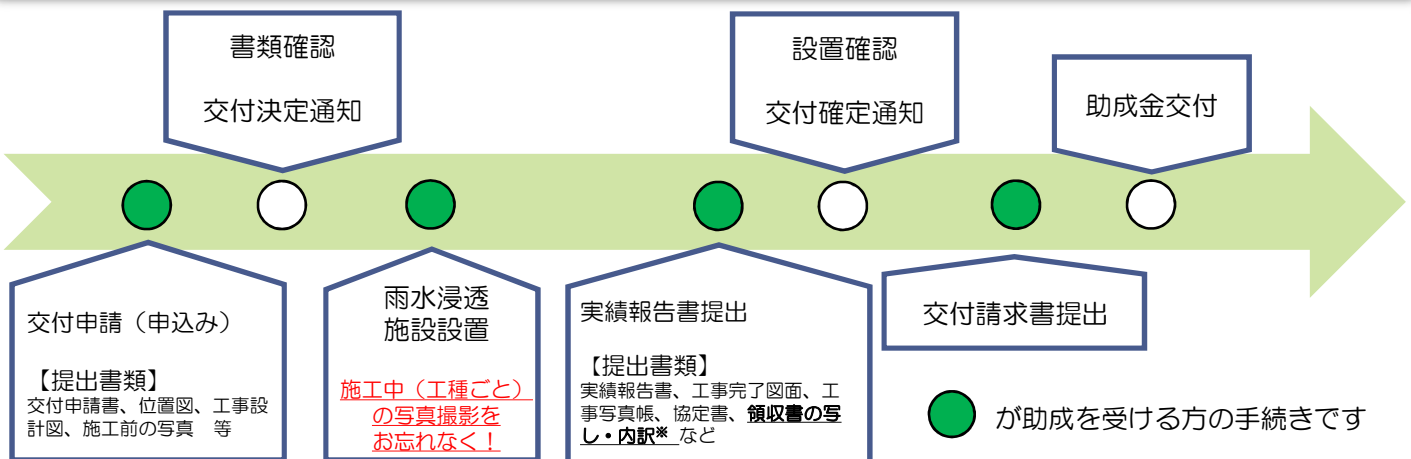 書類確認
交付決定通知
設置確認
交付確定通知
助成金交付
交付申請（申込み）
【提出書類】
交付申請書、位置図、工事設
計図、施工前の写真　等
雨水浸透
施設設置
施工中（工種ごと）
の写真撮影を
お忘れなく！
実績報告書提出
【提出書類】
実績報告書、工事完了図面、工
事写真帳、協定書、領収書の写
し・内訳※ など
交付請求書提出
が助成を受ける方の手続きです